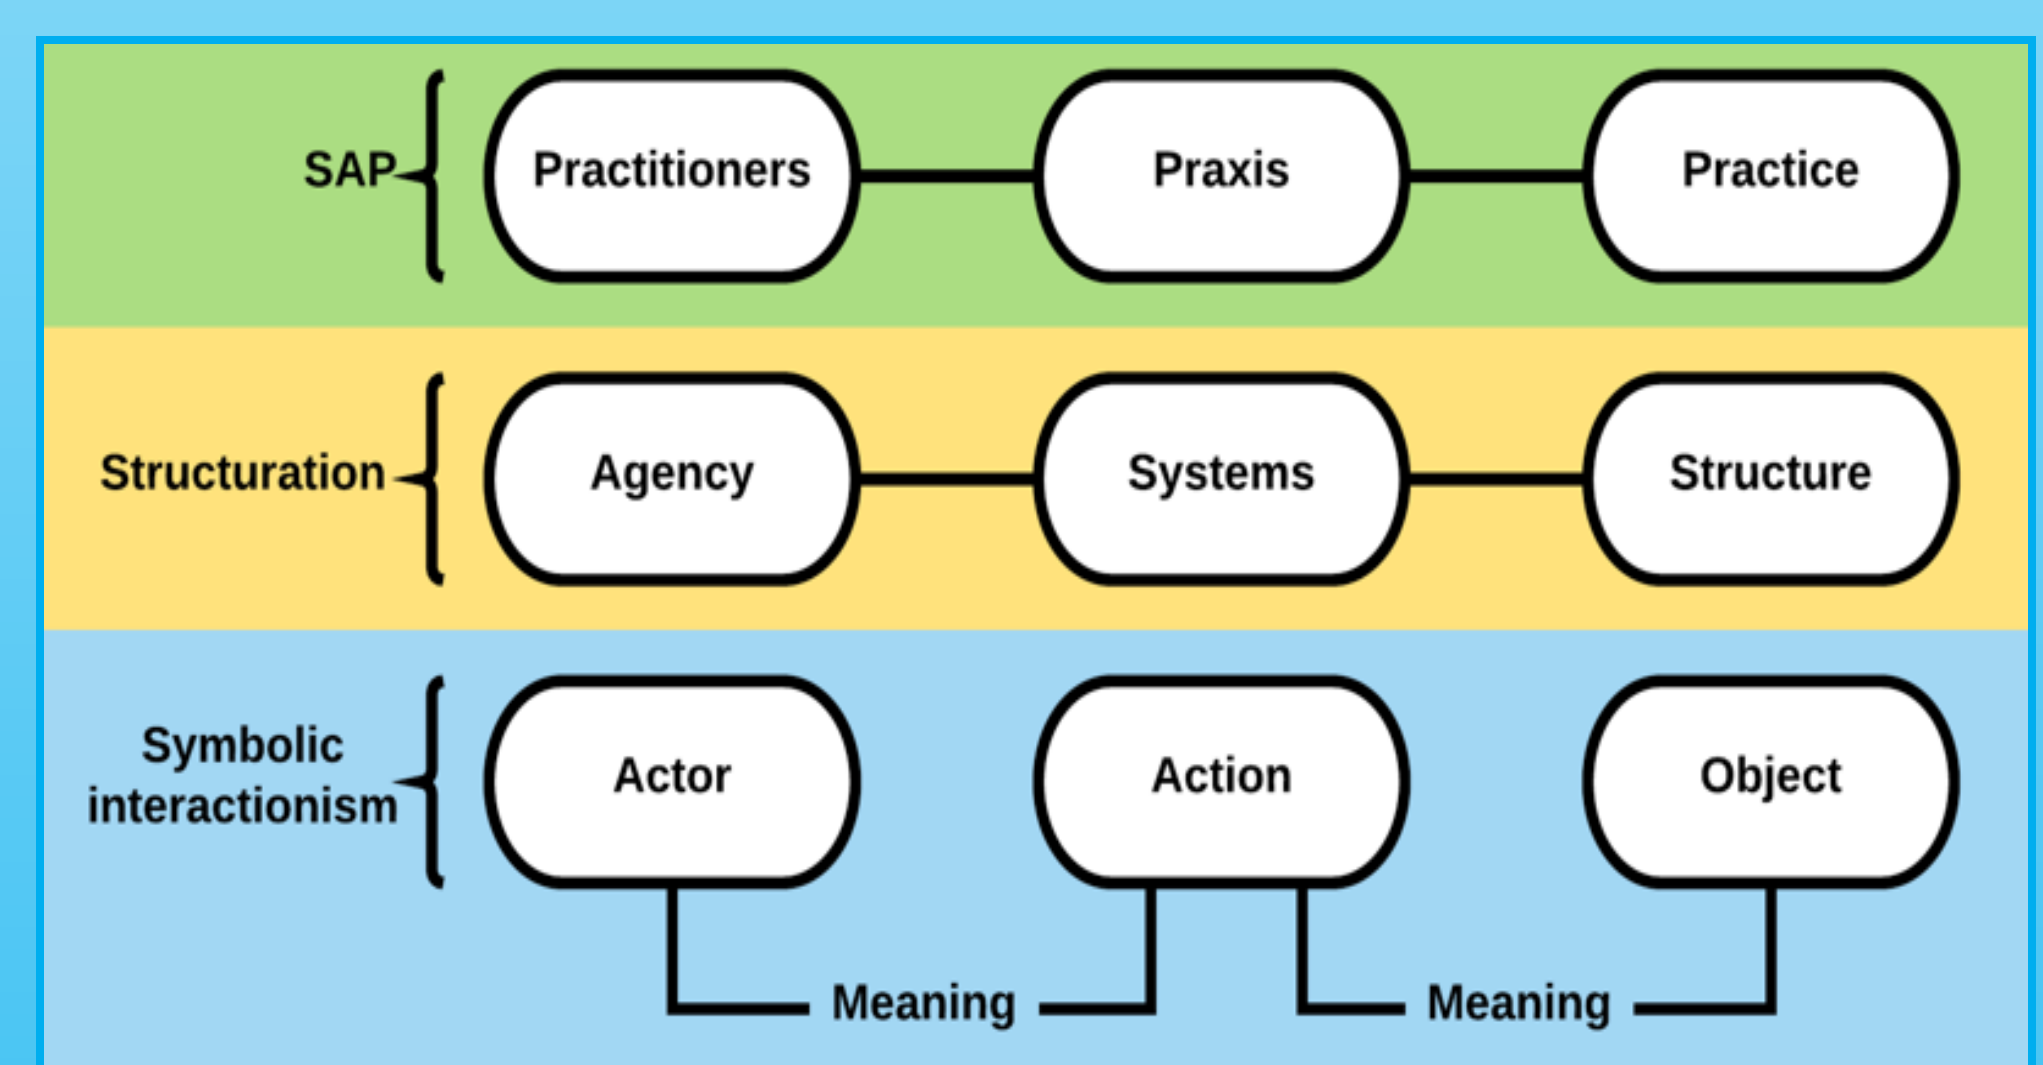 SAP
Practitioners
Praxis
Practice
Structuration
Agency
Systems
Structure
Symbolic
interactionism
Actor
Action
Object
Meaning
Meaning